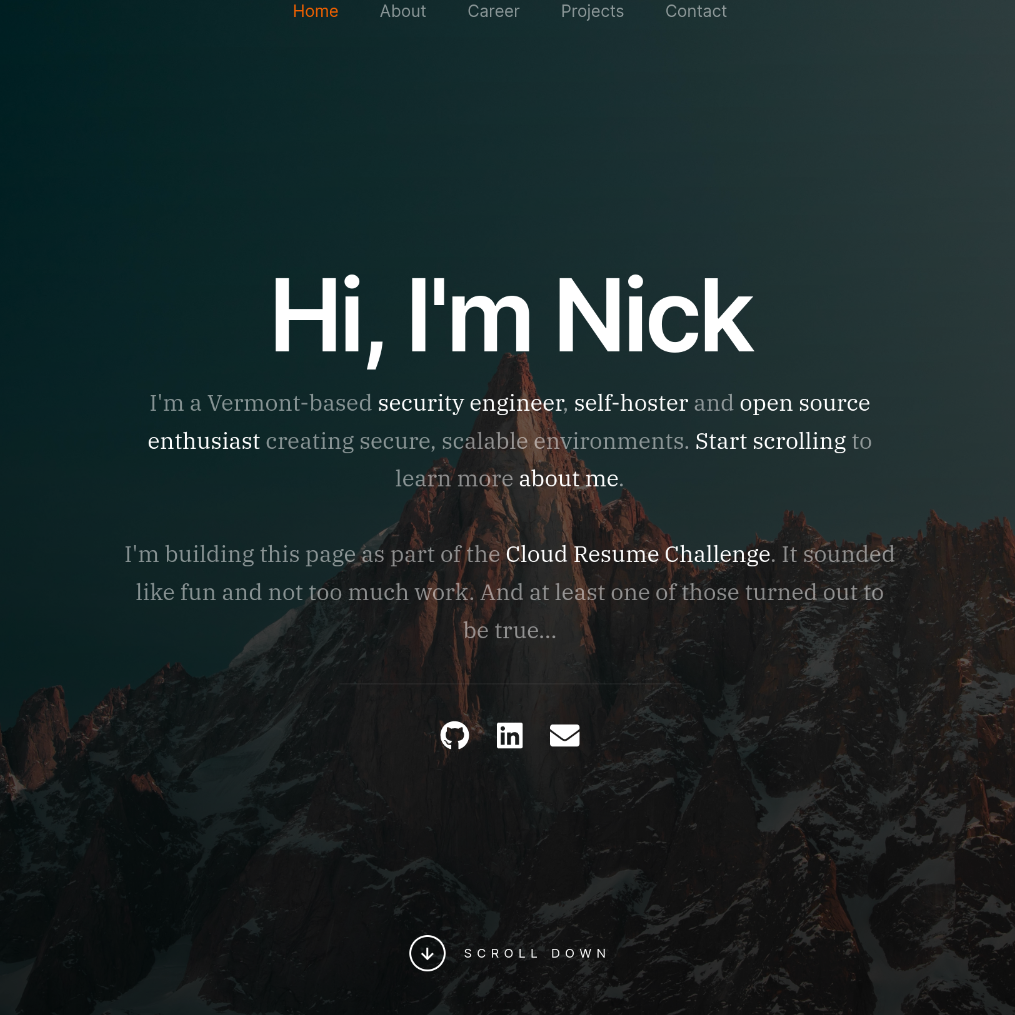 Home About Career Projects Contact
Hi, I'm Nick
I'm a Vermont-based security engineer, self-hoster and open source
enthusiast creating secure, scalable environments. Start scrolling to
learn more about me.
I'm building this page as part of the Cloud Resume Challenge. It sounded
like fun and not too much work. And at least one of those turned out to
be true...
in
SCROLL DOWN